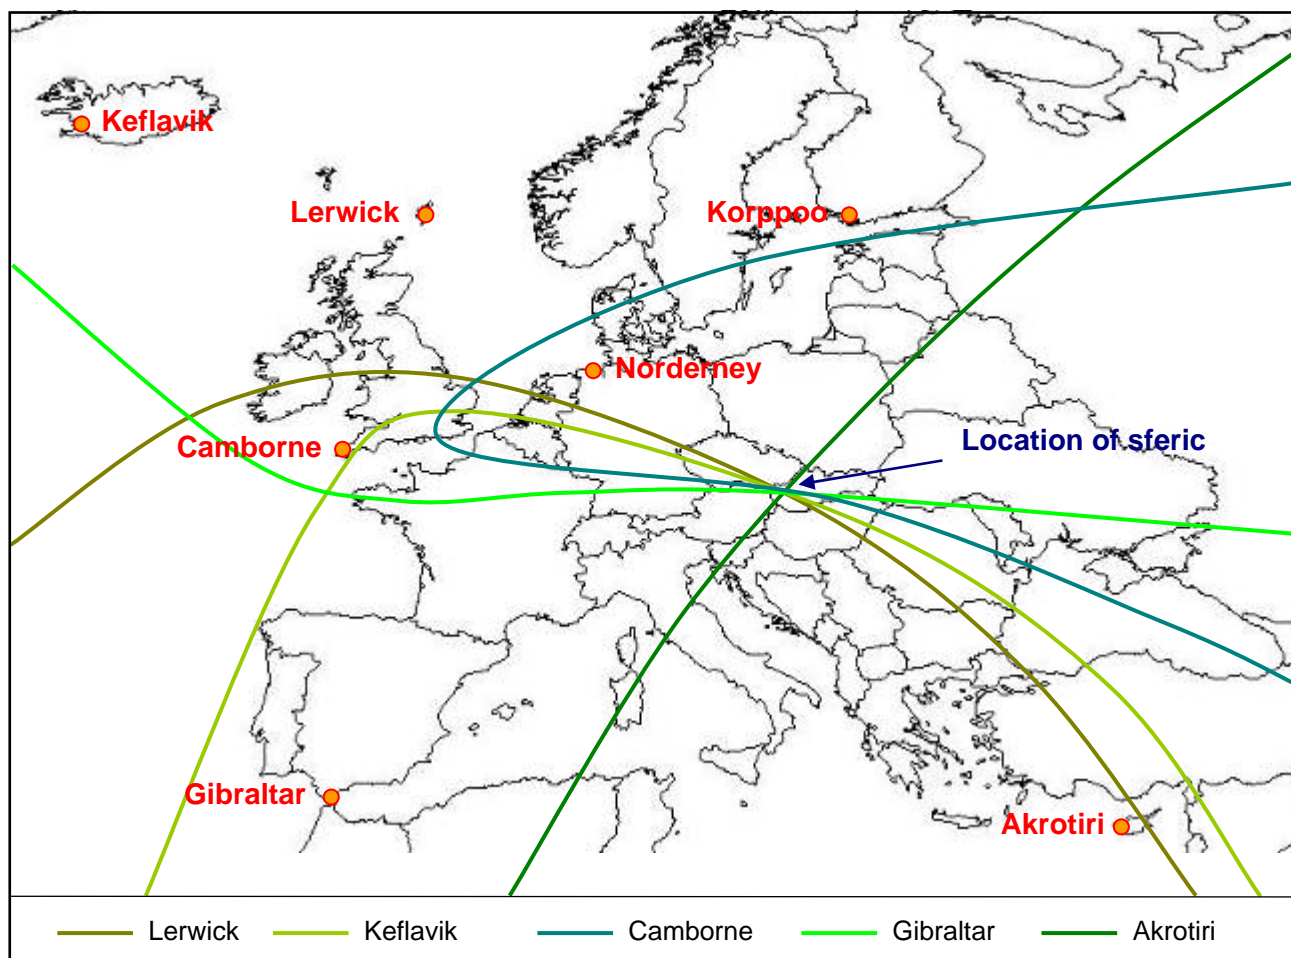 Keflavik
Lerwick
Korppoo
Norderney
Camborne
Location of sferic
Gibraltar
Akrotiri
Lerwick Keflavik Camborne Gibraltar Akrotiri